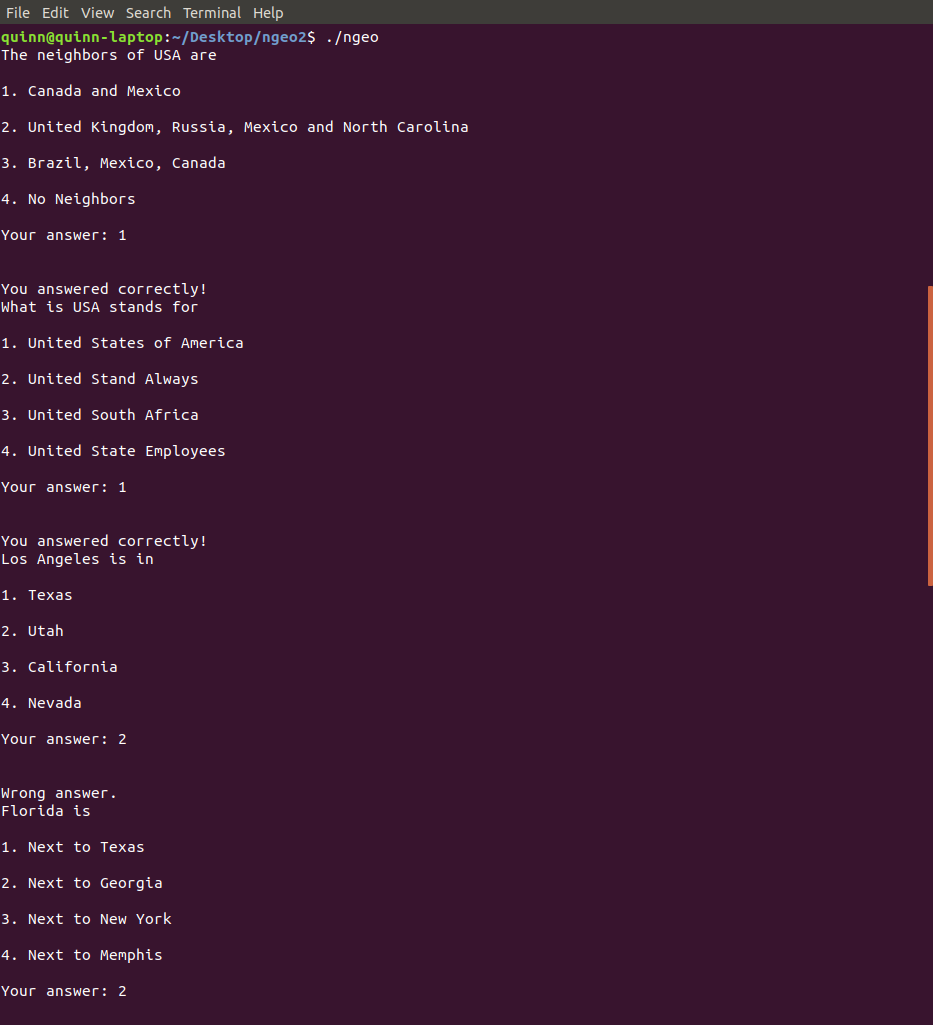 File Edit View Search Terminal Help
quinn@quinn-laptop:~/Desktop/ngeo2$ ./ngeo
The neighbors of USA are
1. Canada and Mexico
2. United Kingdom, Russia, Mexico and North Carolina
3. Brazil, Mexico, Canada
4. No Neighbors
Your answer: 1
You answered correctly!
What is USA stands for
1. United States of America
2. United Stand Always
3. United South Africa
4. United State Employees
Your answer: 1
You answered correctly!
Los Angeles is in
1. Texas
2. Utah
3. California
4. Nevada
Your answer: 2
Wrong answer.
Florida is
1. Next to Texas
2. Next to Georgia
3. Next to New York
4. Next to Memphis
Your answer: 2